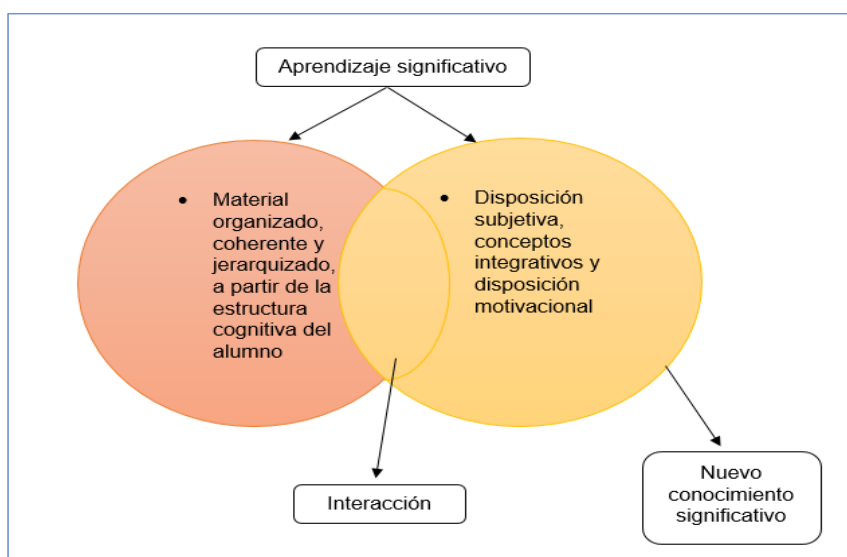 Aprendizaje significativo
• Material
organizado,
coherente y
jerarquizado,
a partir de la
estructura
cognitiva del
alumno
• Disposición
subjetiva,
conceptos
integrativos y
disposición
motivacional
Interacción
Nuevo
conocimiento
significativo